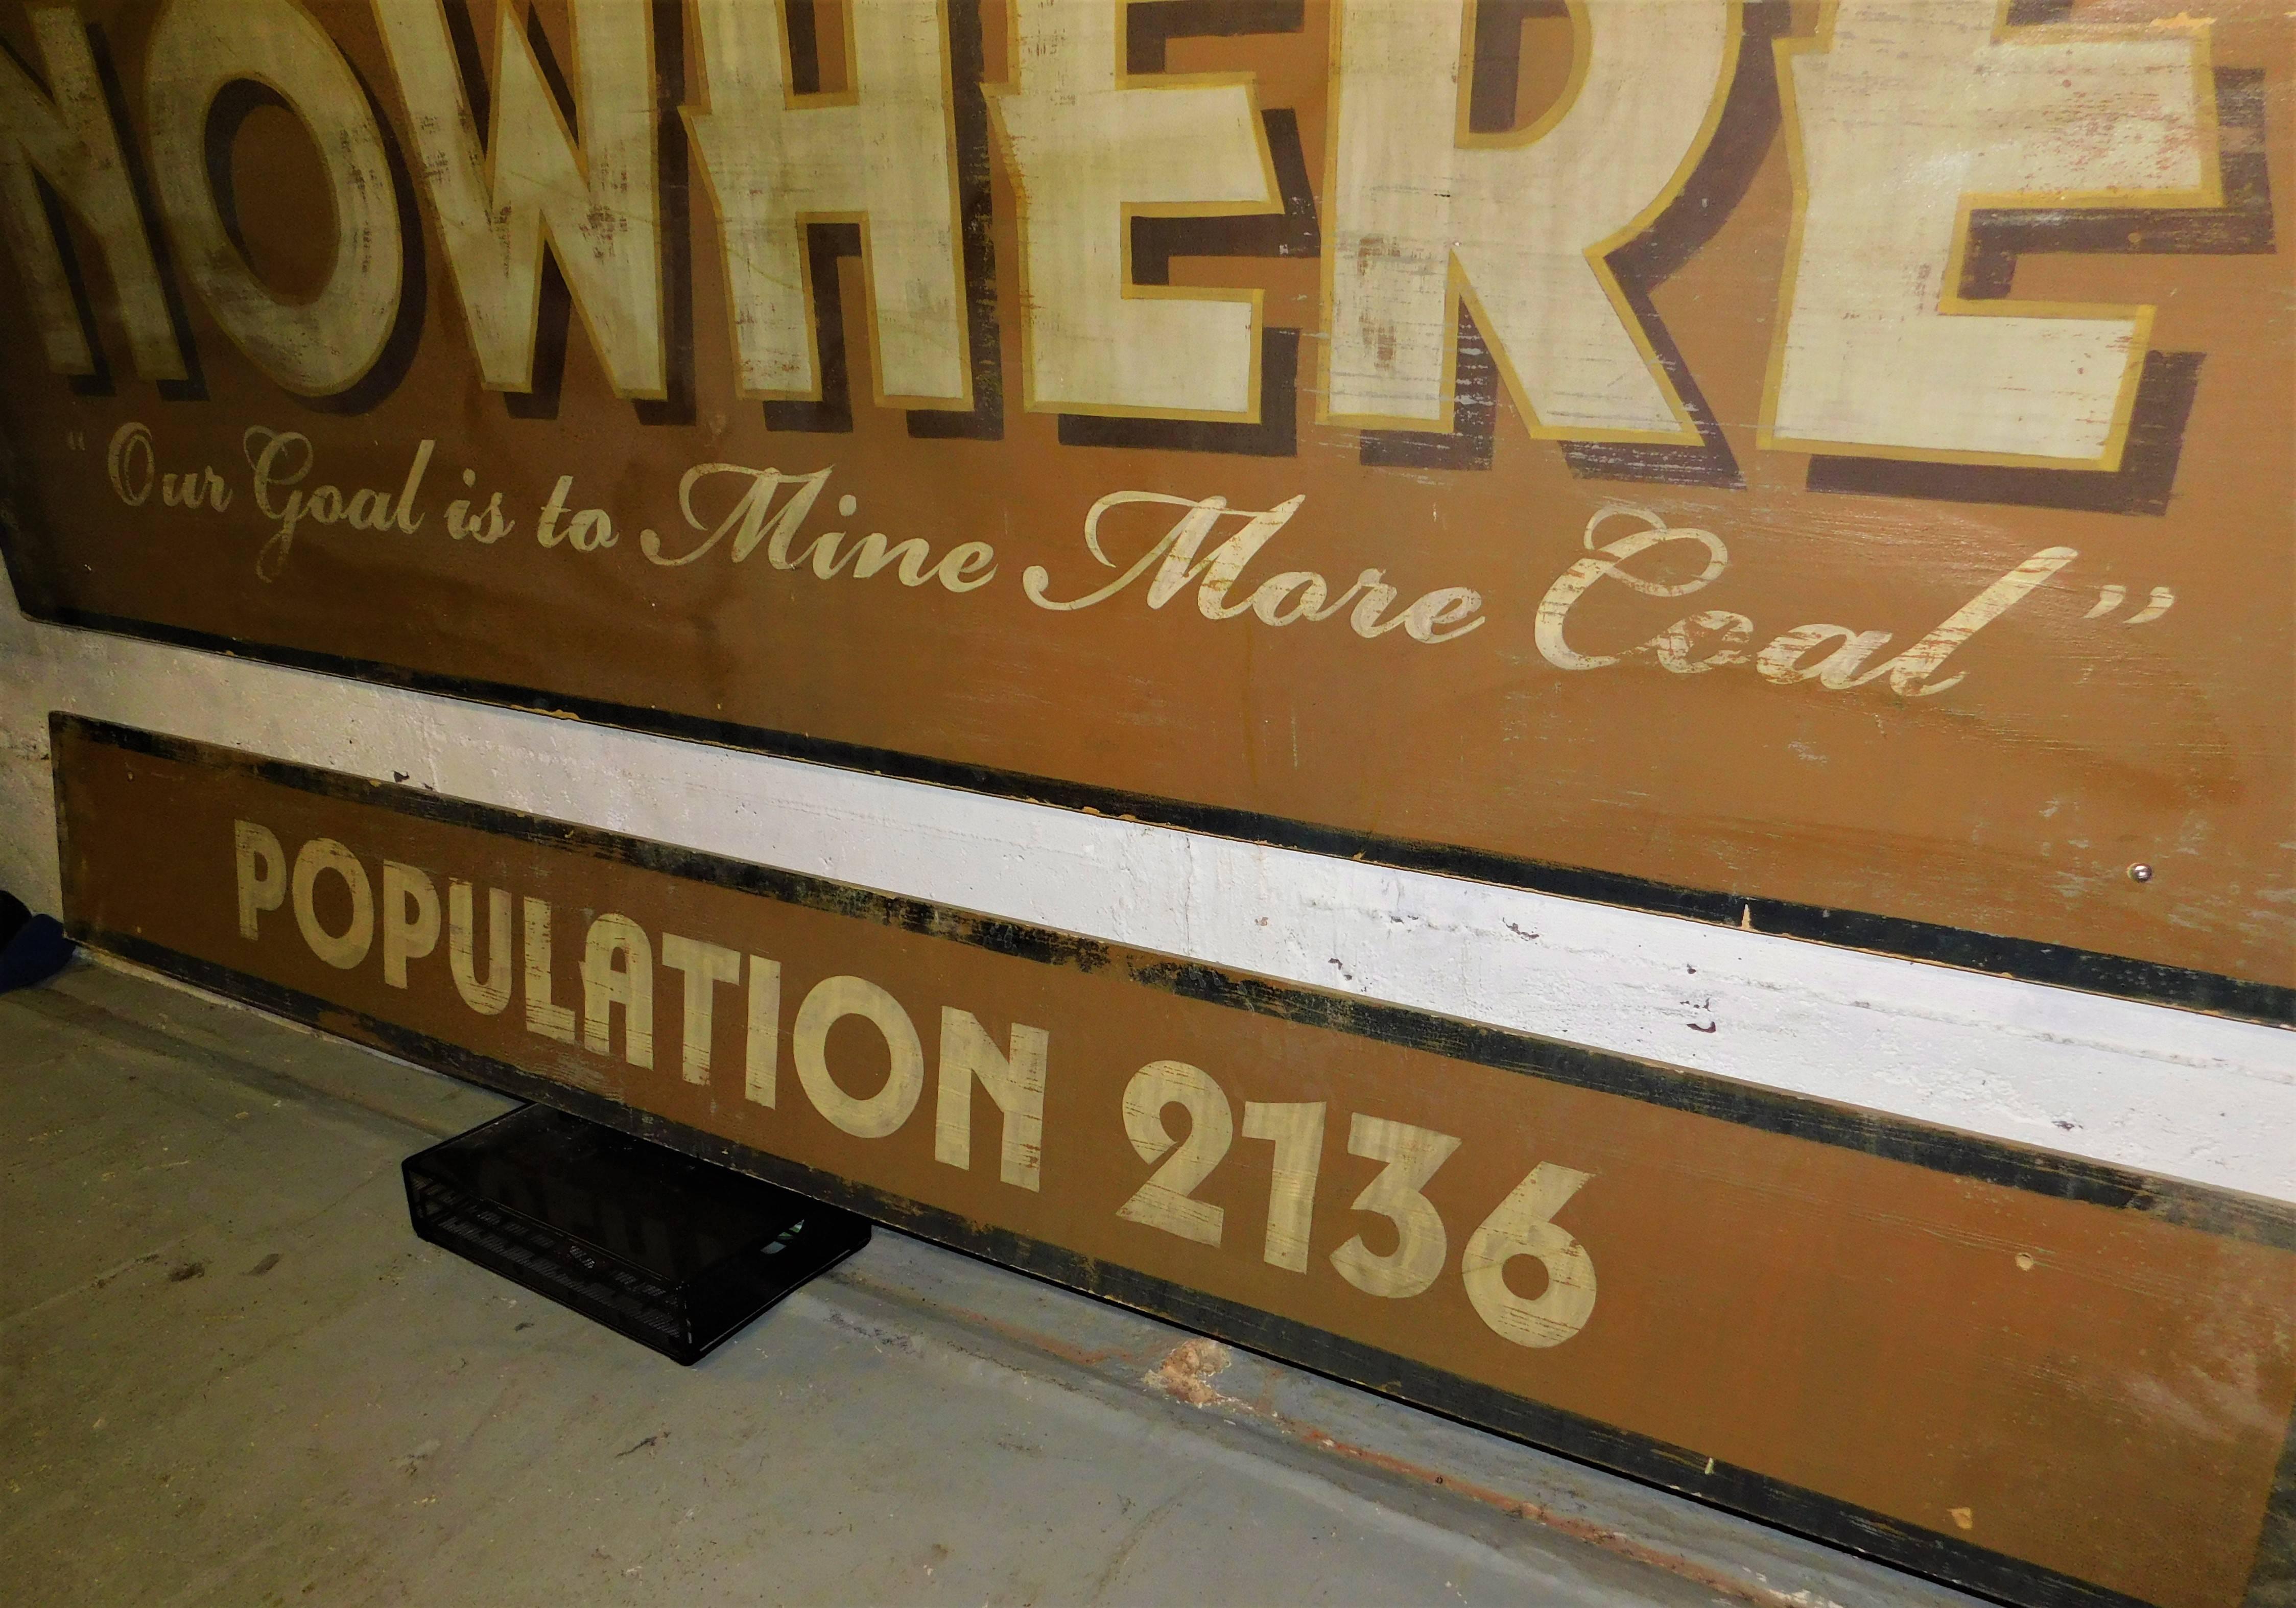 NOWHERE
"Our Goal is to Mine More Coal"
POPULATION 2136